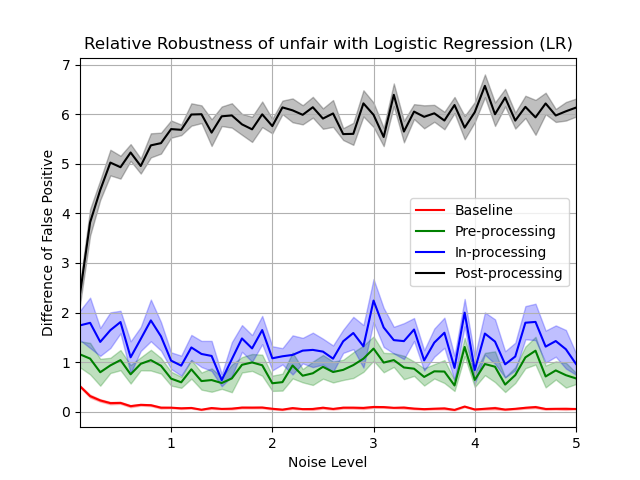 Relative Robustness of unfair with Logistic Regression (LR)
Difference of False Positive
7
6
5
4
3
2
1
0
Baseline
Pre-processing
In-processing
Post-processing
1
2
3
4
5
Noise Level